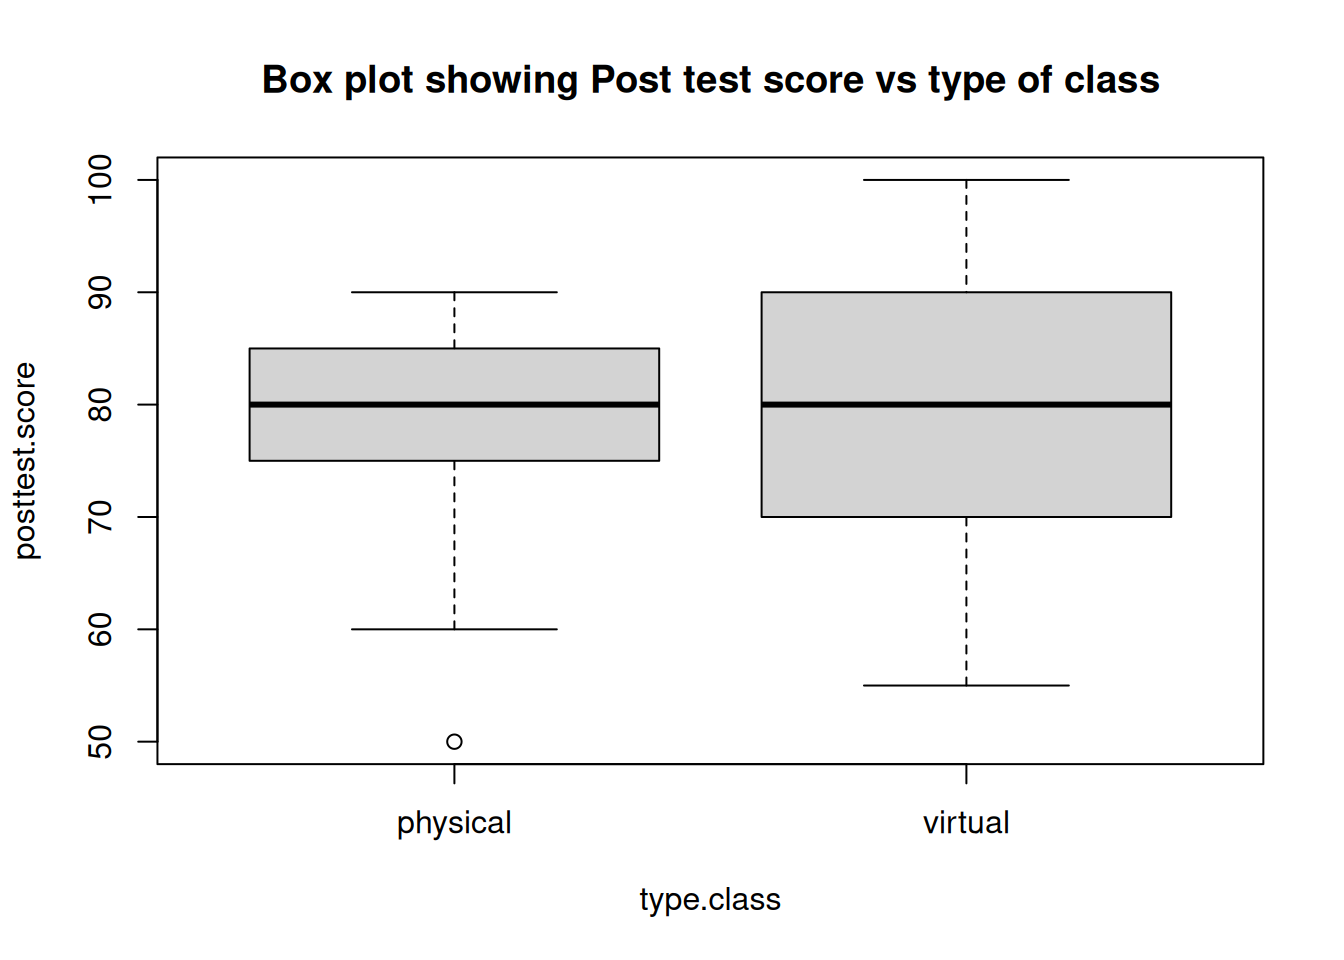 Box plot showing Post test score vs type of class
posttest.score
100
90
80
70
60
50
physical virtual
type.class